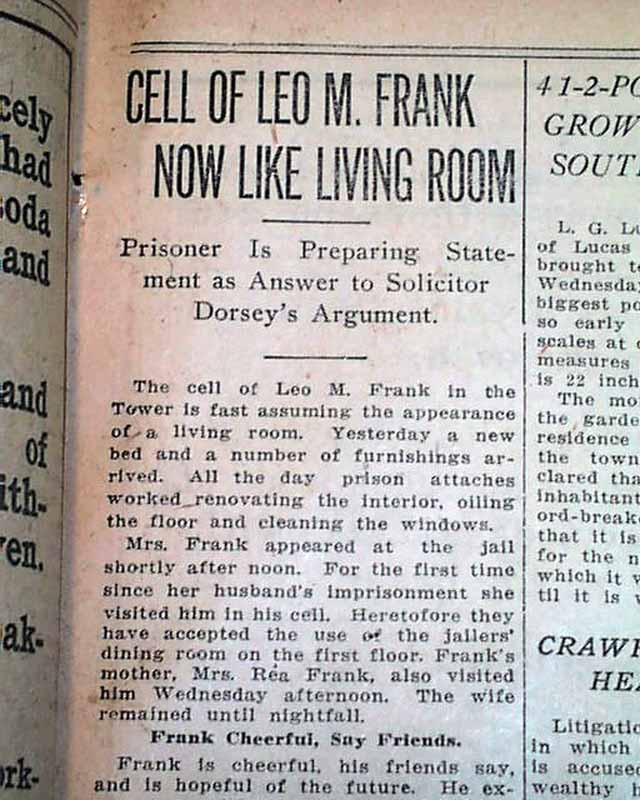 cely
had
soda
and
and
of
ith-
ven.
ak-
ork-
CELL OF LEO M. FRANK
NOW LIKE LIVING ROOM
Prisoner Is Preparing State-
ment as Answer to Solicitor
Dorsey's Argument.
The cell of Leo M. Frank in the
Tower is fast assuming the appearance
of a living room. Yesterday a new
bed and a number of furnishings ar-
rived. All the day prison attaches
worked renovating the interior, oiling
the floor and cleaning the windows.
Mrs. Frank appeared at the jail
shortly after noon. For the first time
since her husband's imprisonment she
visited him in his cell. Heretofore they
have accepted the use of the jailers'
dining room on the first floor. Frank's
mother, Mrs. Rea Frank, also visited
him Wednesday afternoon. The wife
remained until nightfall.
Frank Cheerful, Say Friends.
Frank is cheerful, his friends say,
and is hopeful of the future. He ex-
4 1-2-PO
GROW
SOUT
L. G. Lu
of Lucas
brought to
Wednesday
biggest po
so early
scales at
measures
is 22 inch
The mo
the garde
residence
the town
clared tha
inhabitant
ord-break
that it is
for the n
which it w
til it is
CRAWF
HEA
Litigatio
in which
is accused
wealthy